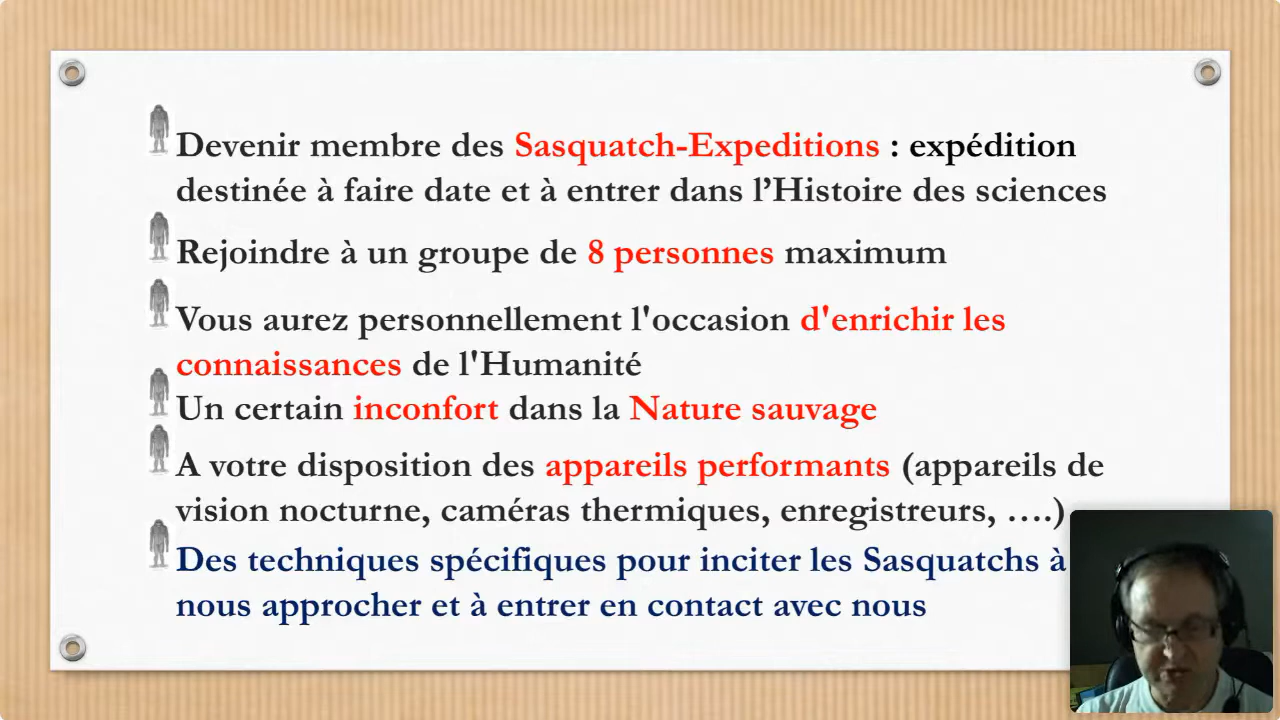 Devenir membre des Sasquatch-Expeditions : expédition
destinée à faire date et à entrer dans l’Histoire des sciences
Rejoindre à un groupe de 8 personnes maximum
Vous aurez personnellement l'occasion d'enrichir les
connaissances de l'Humanité
Un certain inconfort dans la Nature sauvage
A votre disposition des appareils performants (appareils de
vision nocturne, caméras thermiques, enregistreurs, ….)
Des techniques spécifiques pour inciter les Sasquatchs à
nous approcher et à entrer en contact avec nous